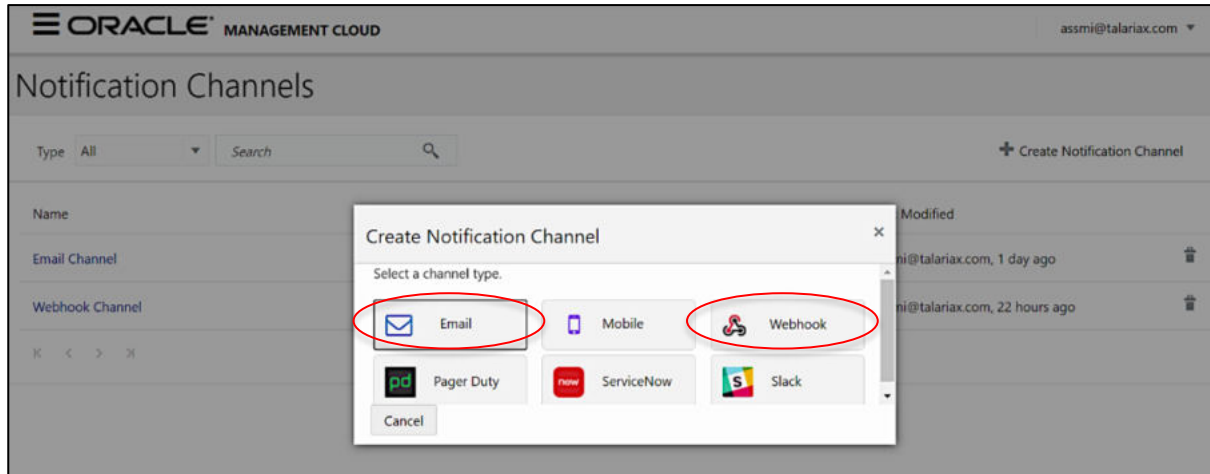 ORACLE MANAGEMENT CLOUD
assmi@talariax.com
Notification Channels
Type All Search
Create Notification Channel
Name
Modified
Email Channel
ni@talariax.com, 1 day ago
Webhook Channel
ni@talariax.com, 22 hours ago
Create Notification Channel
Select a channel type.
Email Mobile Webhook
pd Pager Duty now ServiceNow S Slack
Cancel